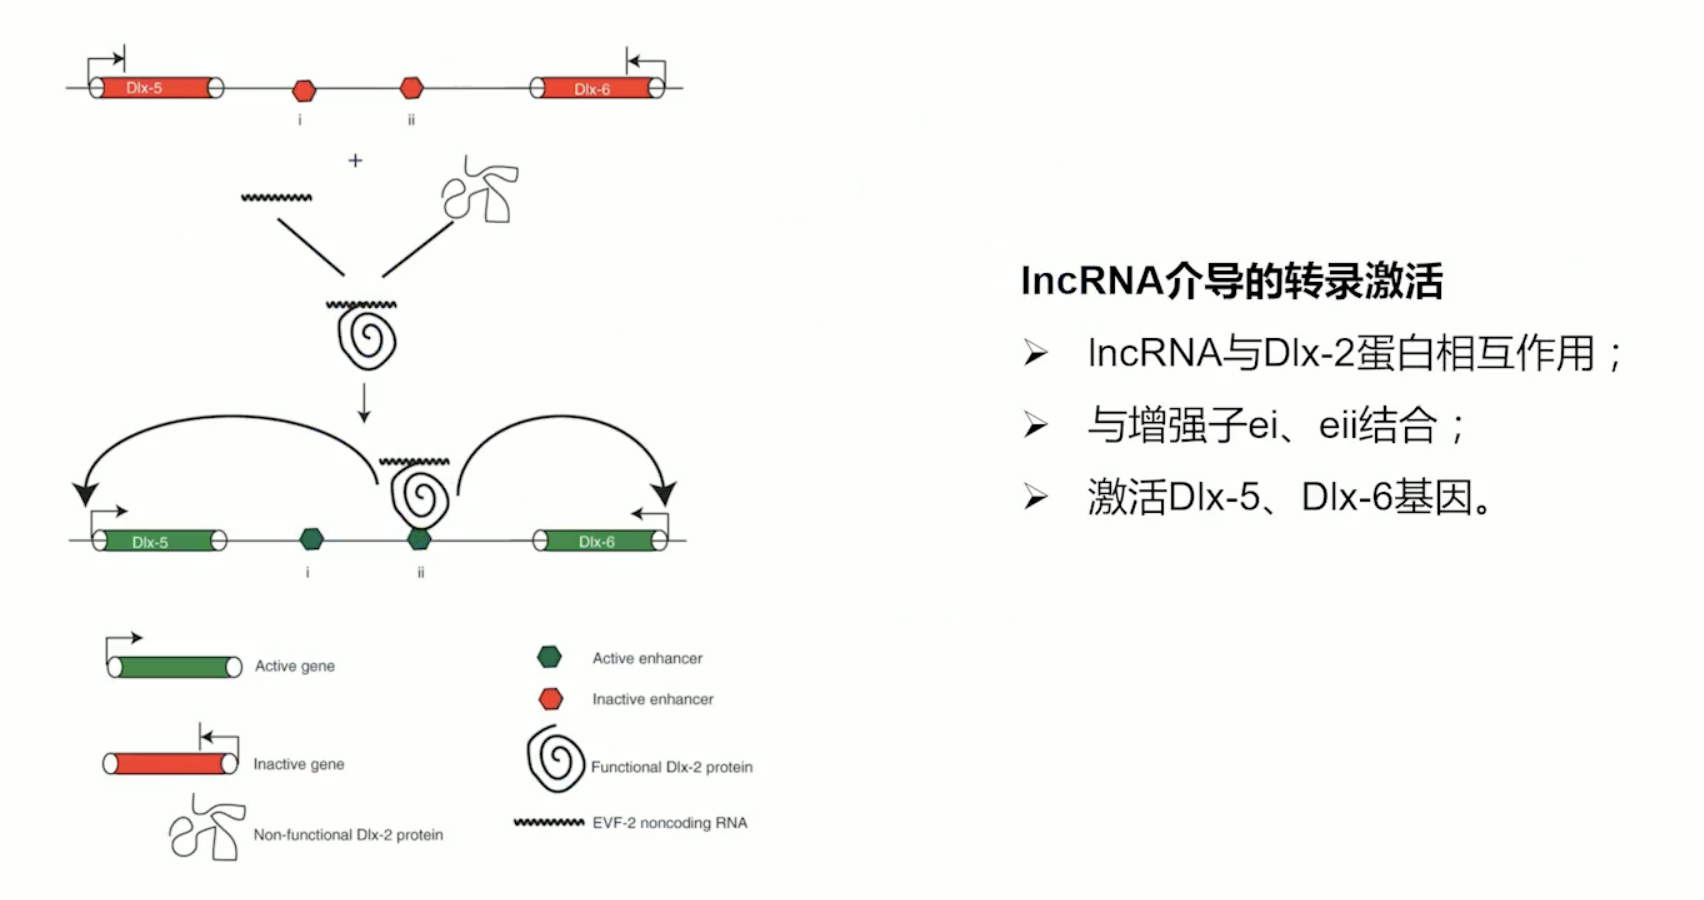 Dlx-5
Dlx-6
i
ii
+
Dlx-5
Dlx-6
i
ii
Active gene
Inactive gene
Non-functional Dlx-2 protein
Active enhancer
Inactive enhancer
Functional Dlx-2 protein
EVF-2 noncoding RNA
lncRNA介导的转录激活
➢ lncRNA与Dlx-2蛋白相互作用；
➢ 与增强子ei、eii结合；
➢ 激活Dlx-5、Dlx-6基因。